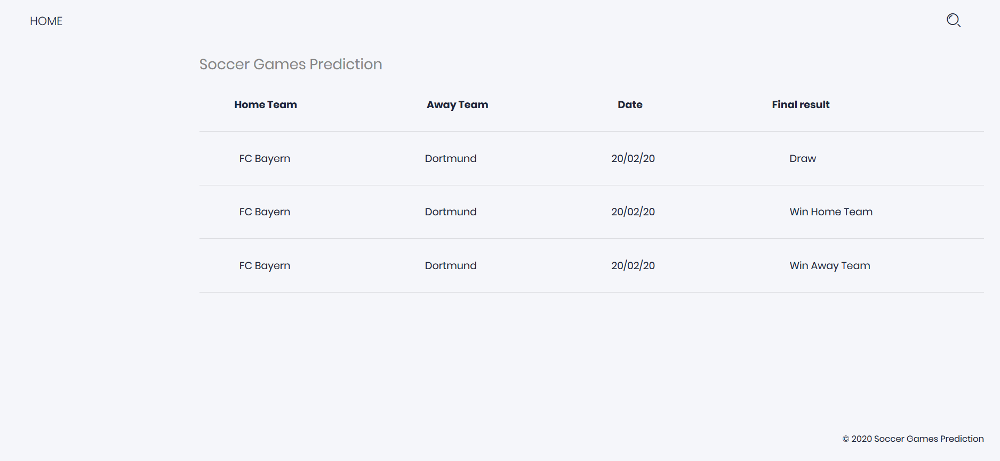 HOME
Soccer Games Prediction
Home Team Away Team Date Final result
FC Bayern Dortmund 20/02/20 Draw
FC Bayern Dortmund 20/02/20 Win Home Team
FC Bayern Dortmund 20/02/20 Win Away Team
© 2020 Soccer Games Prediction